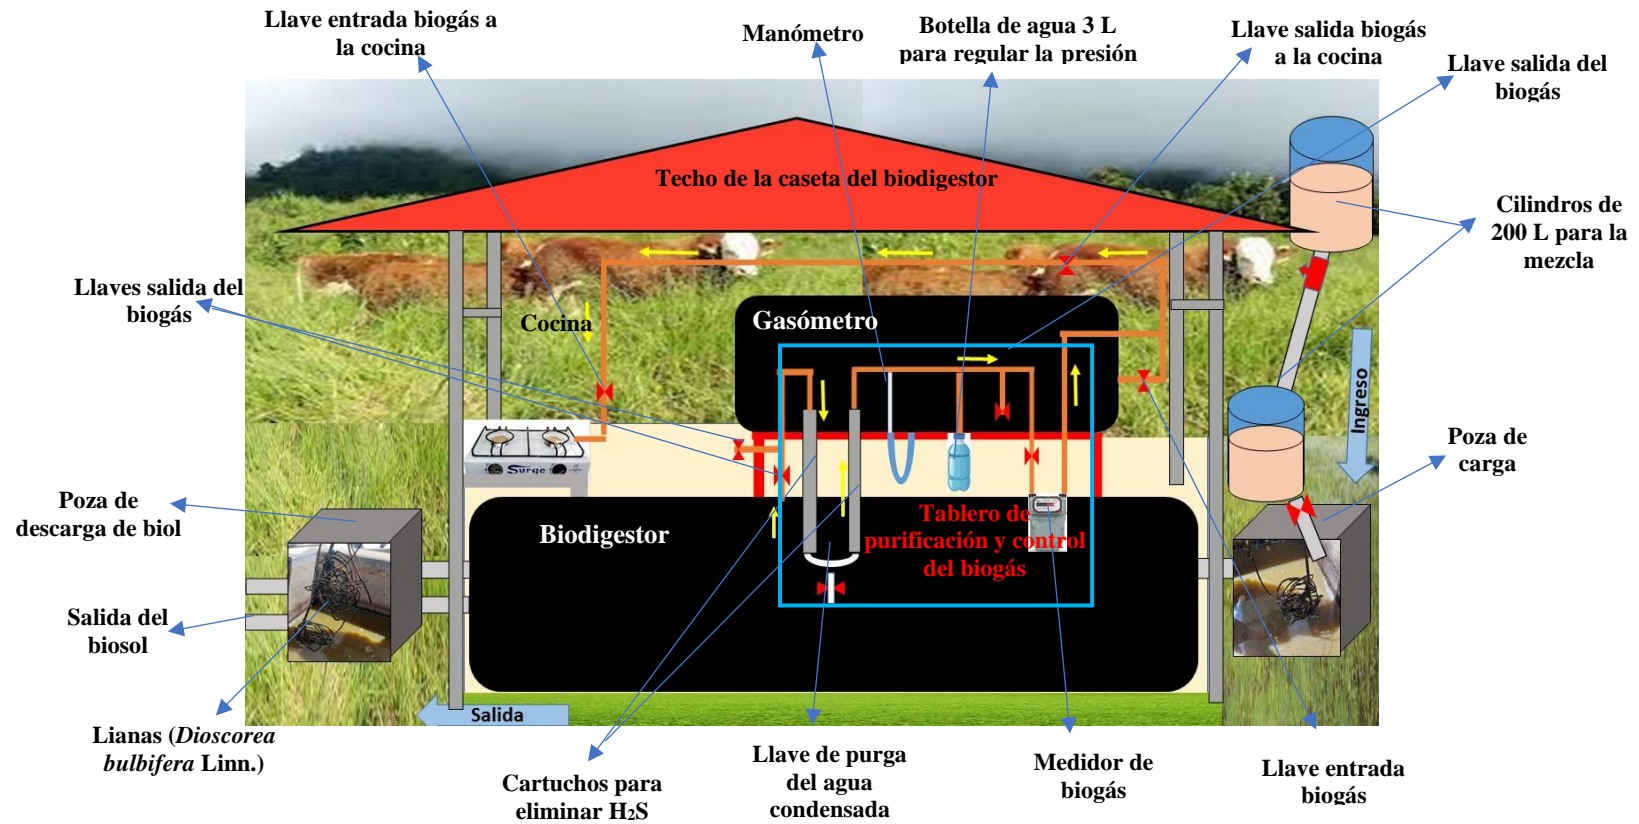 Llave entrada biogás a
la cocina
Manómetro
Botella de agua 3 L
para regular la presión
Llave salida biogás
a la cocina
Llave salida del
biogás
Techo de la caseta del biodigestor
Cilindros de
200 L para la
mezcla
Llaves salida del
biogás
Cocina
Gasómetro
Ingreso
Surge
Poza de
carga
Poza de
descarga de biol
Biodigestor
Tablero de
purificación y control
del biogás
Salida del
biosol
Salida
Lianas (Dioscorea
bulbifera Linn.)
Cartuchos para
eliminar H₂S
Llave de purga
del agua
condensada
Medidor de
biogás
Llave entrada
biogás